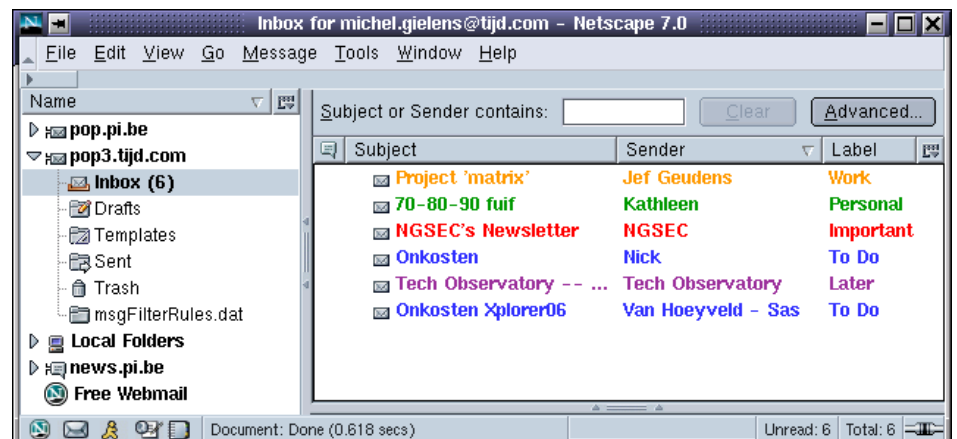 Inbox for michel.gielens@tijd.com - Netscape 7.0
File Edit View Go Message Tools Window Help
Name
pop.pi.be
pop3.tijd.com
Inbox (6)
Drafts
Templates
Sent
Trash
msgFilterRules.dat
Local Folders
news.pi.be
Free Webmail
Subject or Sender contains: Clear Advanced...
Subject Sender Label
Project 'matrix' Jef Geudens Work
70-80-90 fuif Kathleen Personal
NGSEC's Newsletter NGSEC Important
Onkosten Nick To Do
Tech Observatory -- ... Tech Observatory Later
Onkosten Xplorer06 Van Hoeyveld - Sas To Do
Document: Done (0.618 secs) Unread: 6 Total: 6